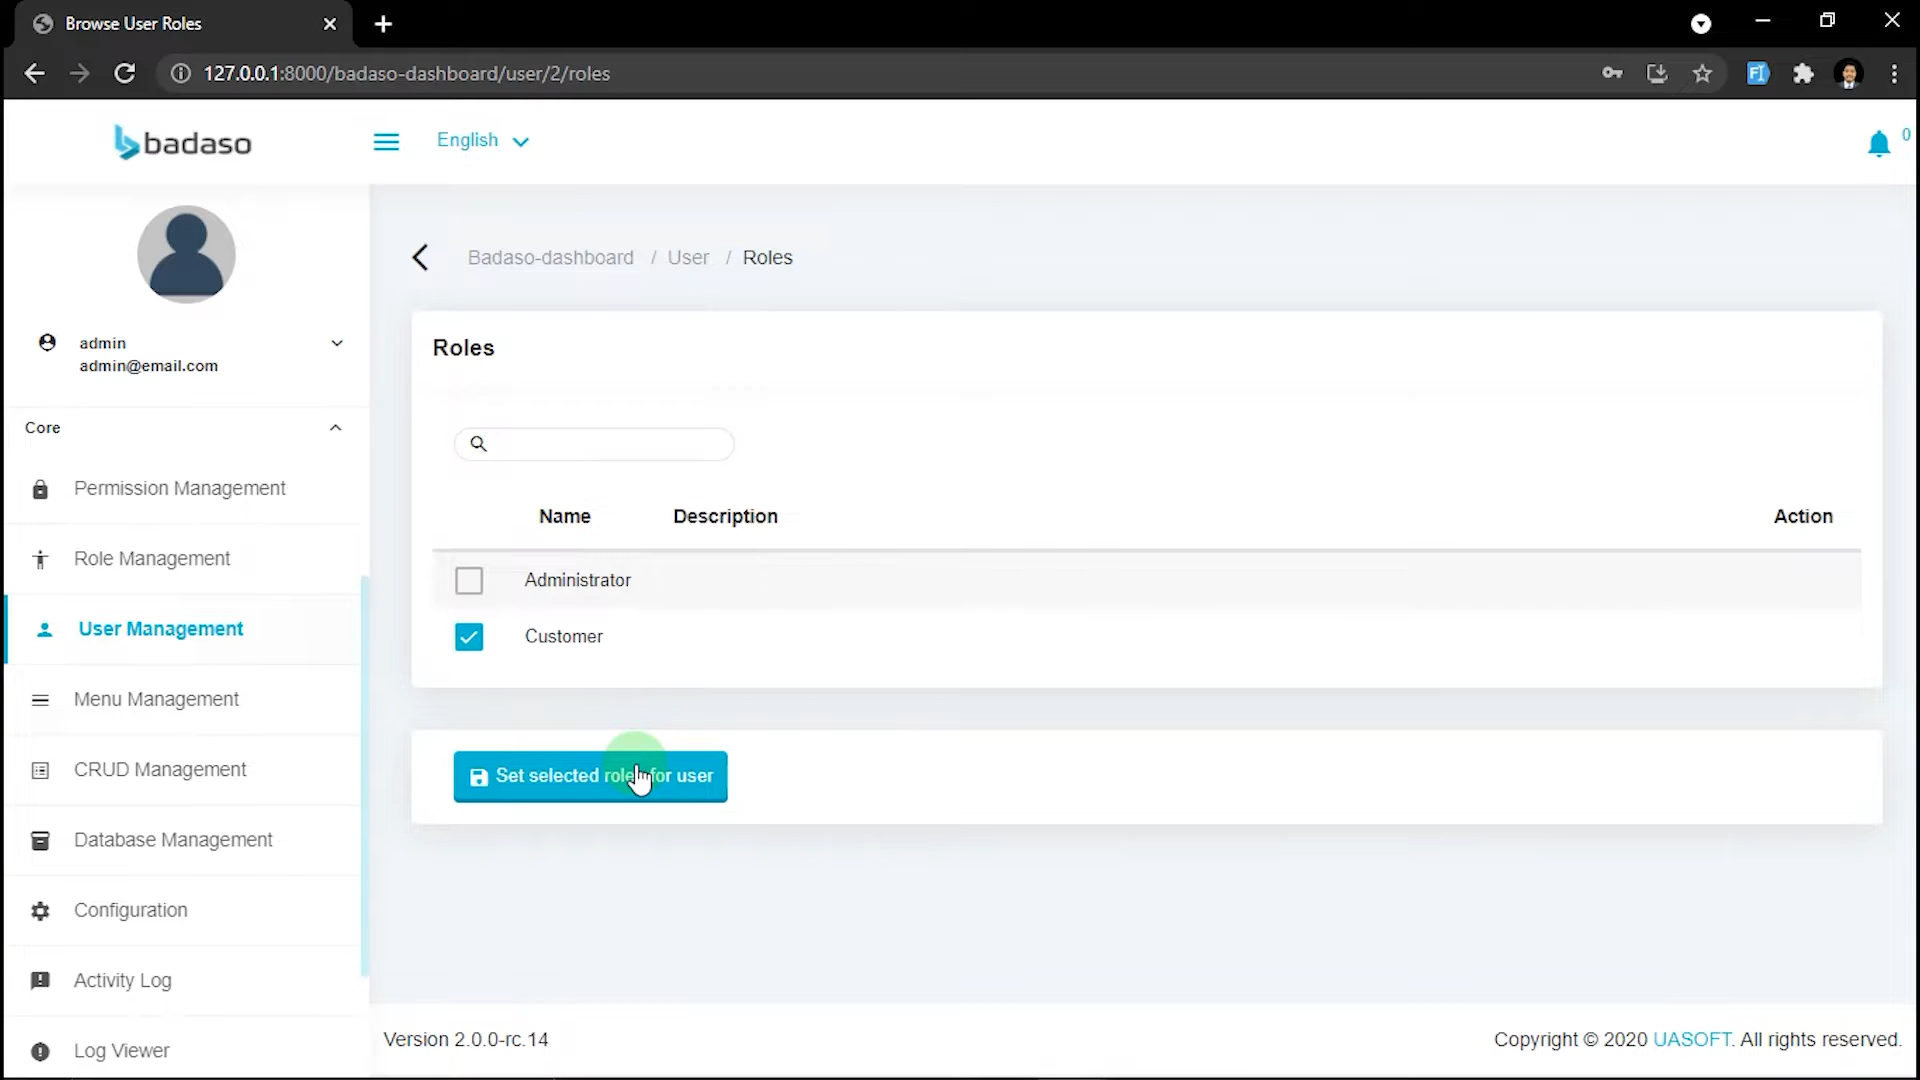 Browse User Roles
127.0.0.1:8000/badaso-dashboard/user/2/roles
badaso
English
0
Badaso-dashboard / User / Roles
admin
admin@email.com
Core
Permission Management
Role Management
User Management
Menu Management
CRUD Management
Database Management
Configuration
Activity Log
Log Viewer
Roles
Name Description Action
Administrator
Customer
Set selected roles for user
Version 2.0.0-rc.14
Copyright © 2020 UASOFT. All rights reserved.